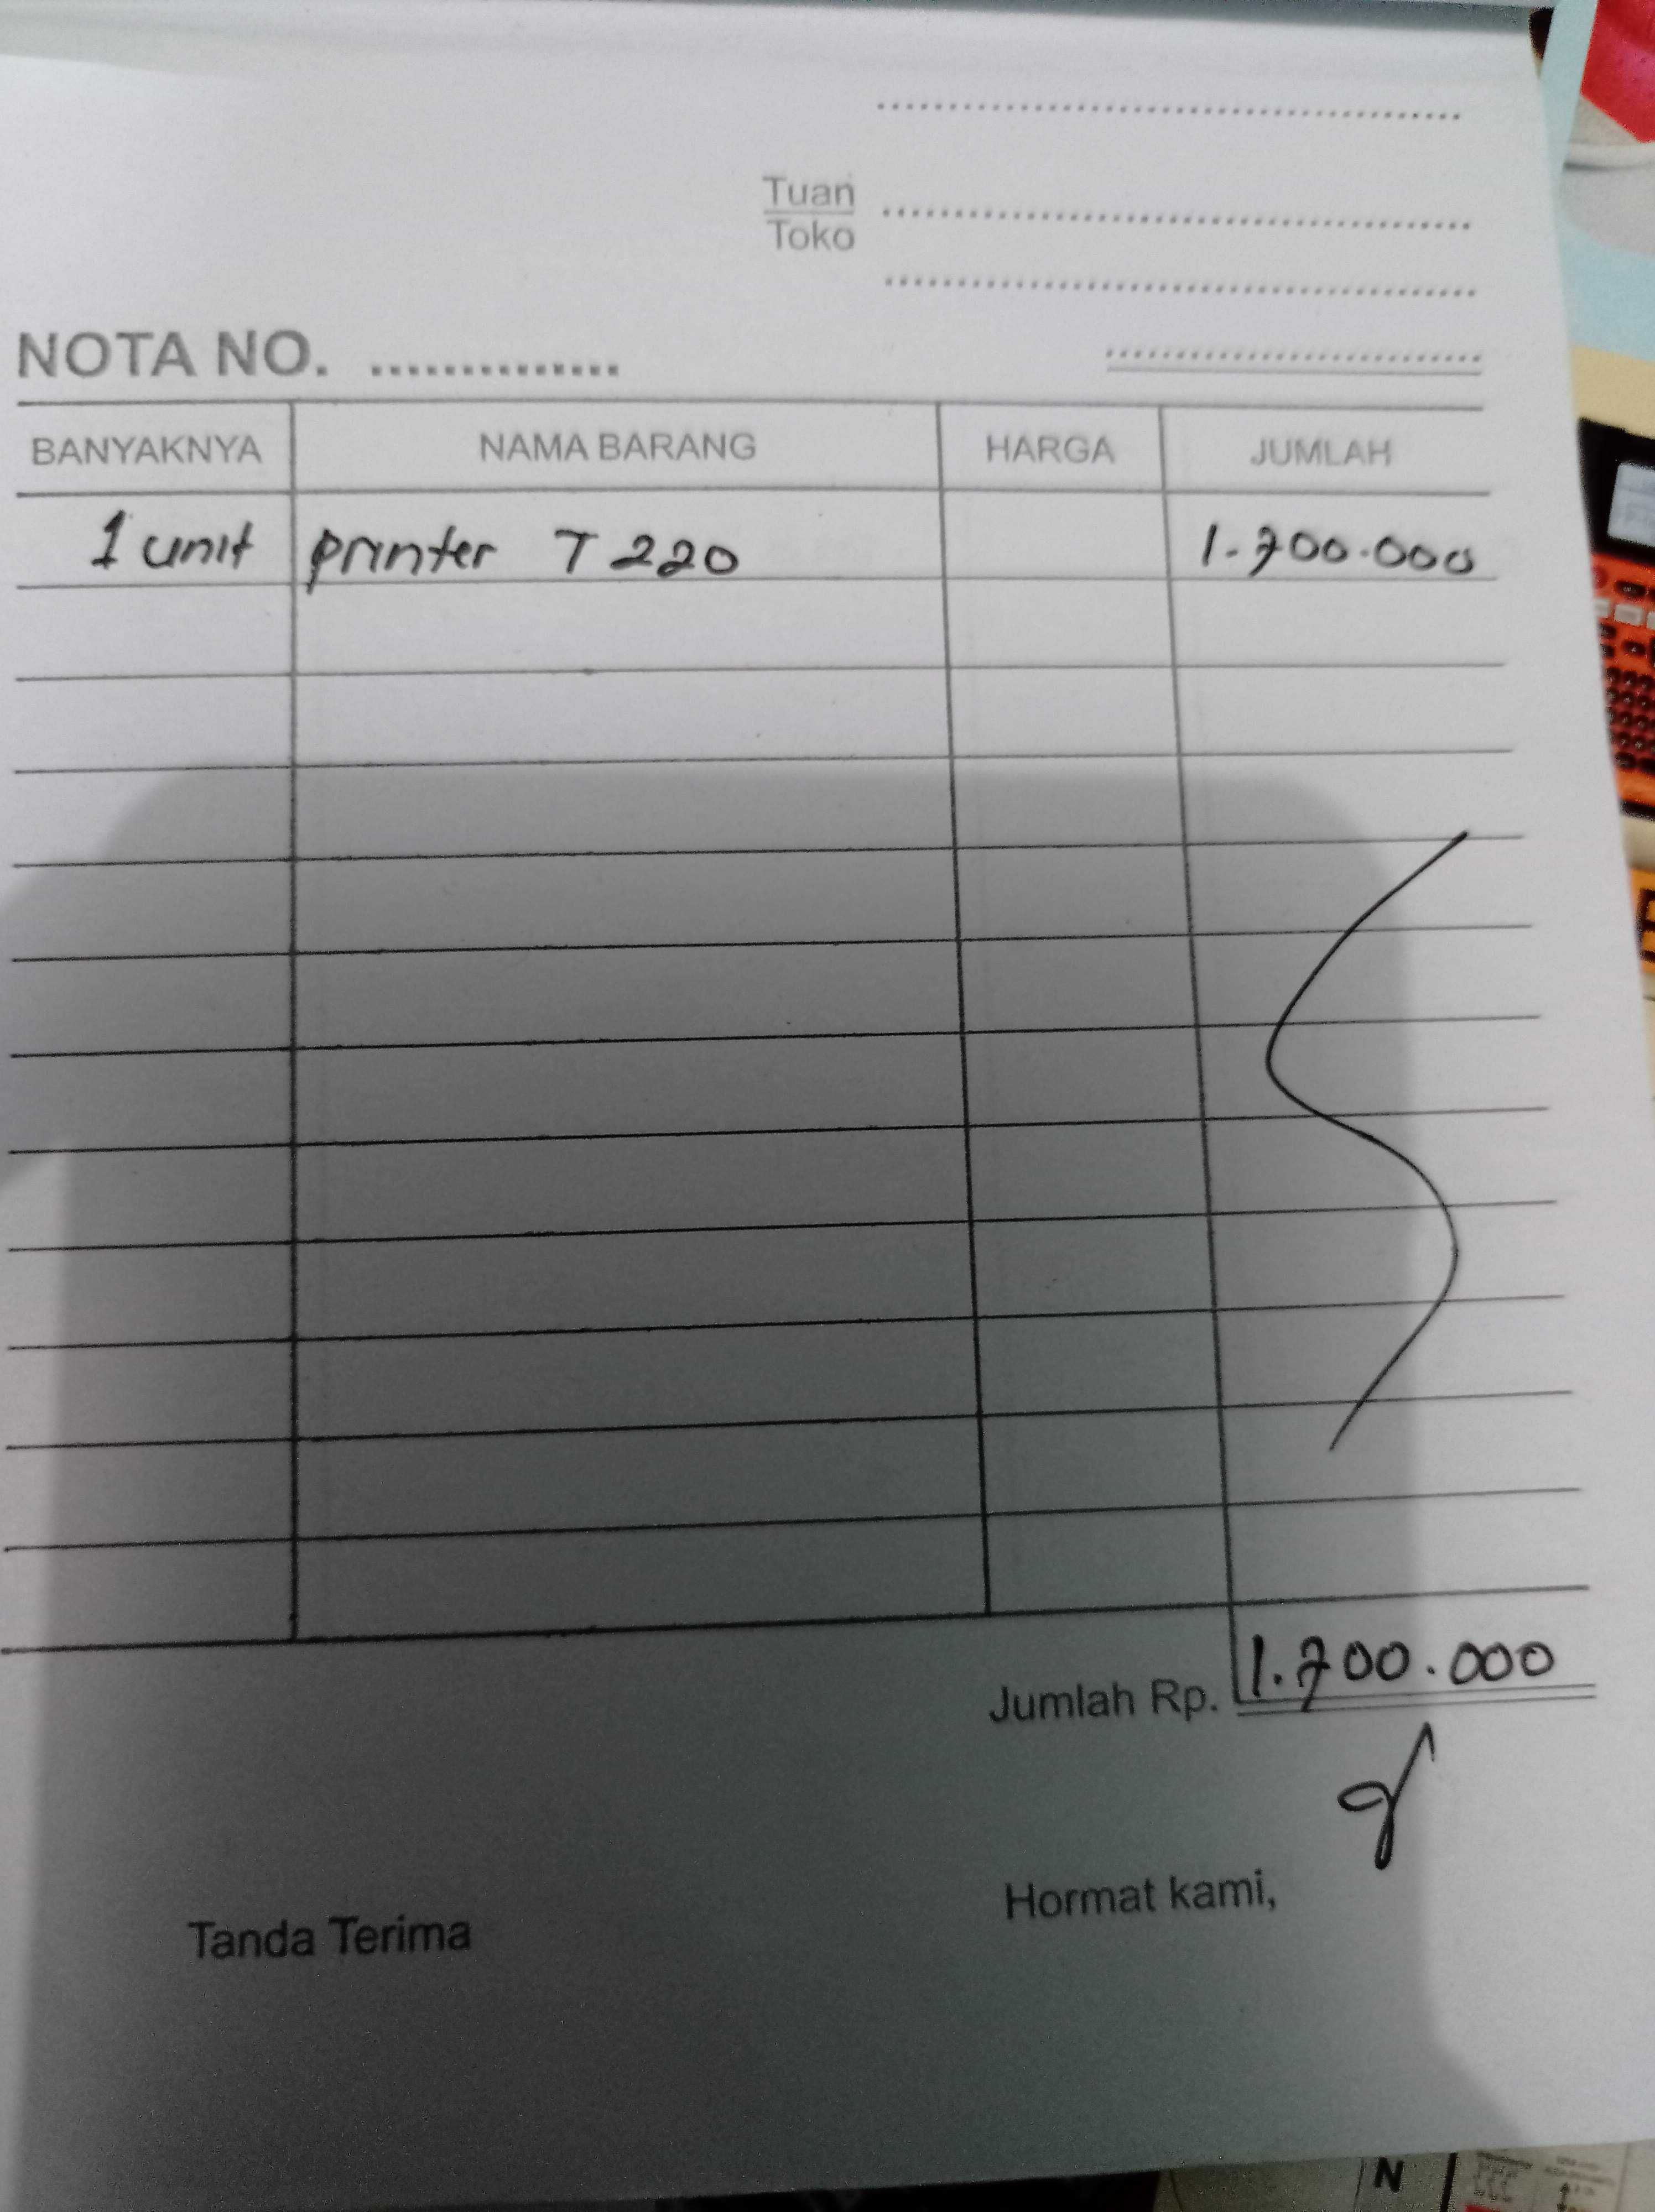 Tuan
Toko
NOTA NO. ..............
BANYAKNYA NAMA BARANG HARGA JUMLAH
1 unit printer T 220 1.700.000
Jumlah Rp. 1.700.000
Tanda Terima Hormat kami,
N